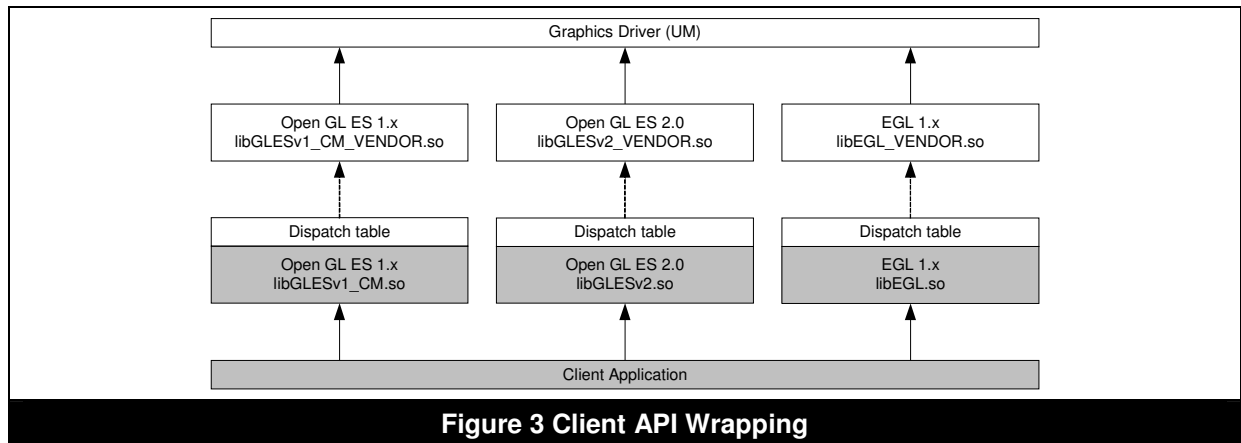 Graphics Driver (UM)
Open GL ES 1.x
libGLESv1_CM_VENDOR.so
Open GL ES 2.0
libGLESv2_VENDOR.so
EGL 1.x
libEGL_VENDOR.so
Dispatch table
Dispatch table
Dispatch table
Open GL ES 1.x
libGLESv1_CM.so
Open GL ES 2.0
libGLESv2.so
EGL 1.x
libEGL.so
Client Application
Figure 3 Client API Wrapping